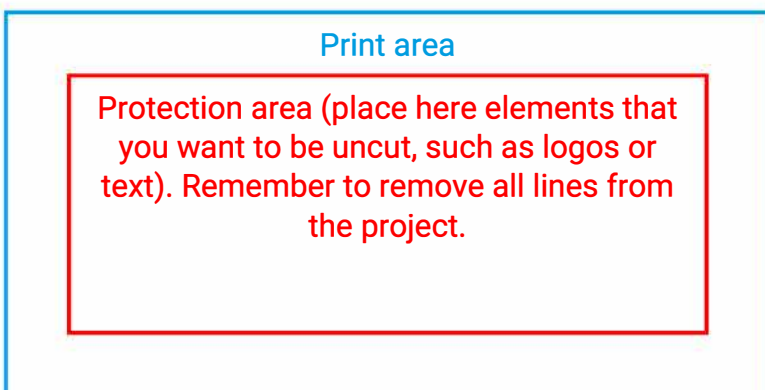 Print area
Protection area (place here elements that
you want to be uncut, such as logos or
text). Remember to remove all lines from
the project.